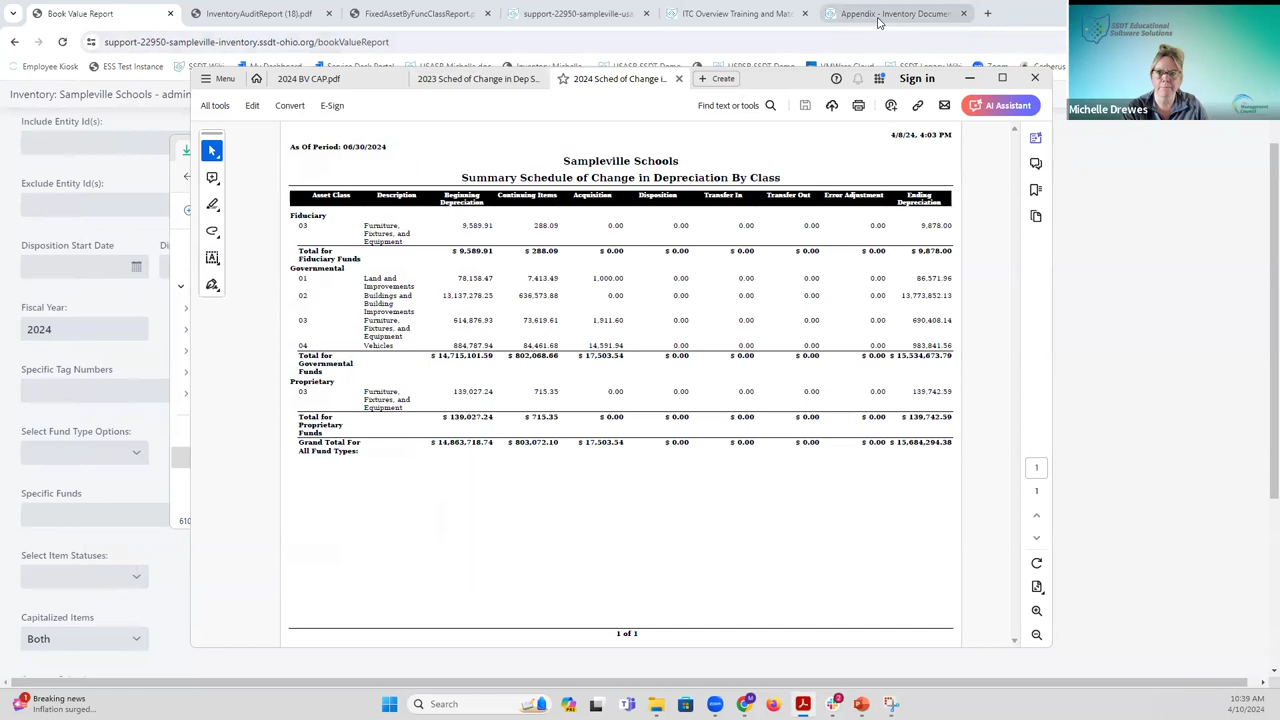 Book Value Report
InventoryAuditReport (18).pdf
FixedAssetByFuncClassReport.p
support-22950-sampleville-usa
ITC Overview Training and Mate
Appendix - Inventory Documen
support-22950-sampleville-inventory.ssdt-ohio.org/bookValueReport
Employee Kiosk
ESS Test Instance
SSDT Educational
Software Solutions
Michelle Drewes
Management
Council
Inventory: Sampleville Schools - admin
Menu
2024 BV CAP.pdf
2023 Sched of Change in Dep S...
2024 Sched of Change i...
Create
Sign in
All tools
Edit
Convert
E-Sign
Find text or tools
AI Assistant
Include Entity Id(s):
Exclude Entity Id(s):
Disposition Start Date
Di
Fiscal Year:
2024
Specific Tag Numbers
Select Fund Type Options:
Specific Funds
610
Select Item Statuses:
Capitalized Items
Both
4/8/24, 4:03 PM
As Of Period: 06/30/2024
Sampleville Schools
Summary Schedule of Change in Depreciation By Class
Asset Class Description Beginning Depreciation Continuing Items Acquisition Disposition Transfer In Transfer Out Error Adjustment Ending Depreciation
Fiduciary
03 Furniture, Fixtures, and Equipment 9,589.91 288.09 0.00 0.00 0.00 0.00 0.00 9,878.00
Total for Fiduciary Funds $ 9,589.91 $ 288.09 $ 0.00 $ 0.00 $ 0.00 $ 0.00 $ 0.00 $ 9,878.00
Governmental
01 Land and Improvements 78,158.47 7,413.49 1,000.00 0.00 0.00 0.00 0.00 86,571.96
02 Buildings and Building Improvements 13,137,278.25 636,573.88 0.00 0.00 0.00 0.00 0.00 13,773,852.13
03 Furniture, Fixtures, and Equipment 614,876.93 73,619.61 1,911.60 0.00 0.00 0.00 0.00 690,408.14
04 Vehicles 884,787.94 84,461.68 14,591.94 0.00 0.00 0.00 0.00 983,841.56
Total for Governmental Funds $ 14,715,101.59 $ 802,068.66 $ 17,503.54 $ 0.00 $ 0.00 $ 0.00 $ 0.00 $ 15,534,673.79
Proprietary
03 Furniture, Fixtures, and Equipment 139,027.24 715.35 0.00 0.00 0.00 0.00 0.00 139,742.59
Total for Proprietary Funds $ 139,027.24 $ 715.35 $ 0.00 $ 0.00 $ 0.00 $ 0.00 $ 0.00 $ 139,742.59
Grand Total For All Fund Types: $ 14,863,718.74 $ 803,072.10 $ 17,503.54 $ 0.00 $ 0.00 $ 0.00 $ 0.00 $ 15,684,294.38
1 of 1
1
1
1
Breaking news
Inflation surged...
Search
2
10:39 AM
4/10/2024